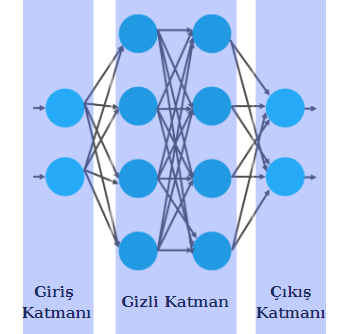 Giriş
Katmanı
Gizli Katman
Çıkış
Katmanı